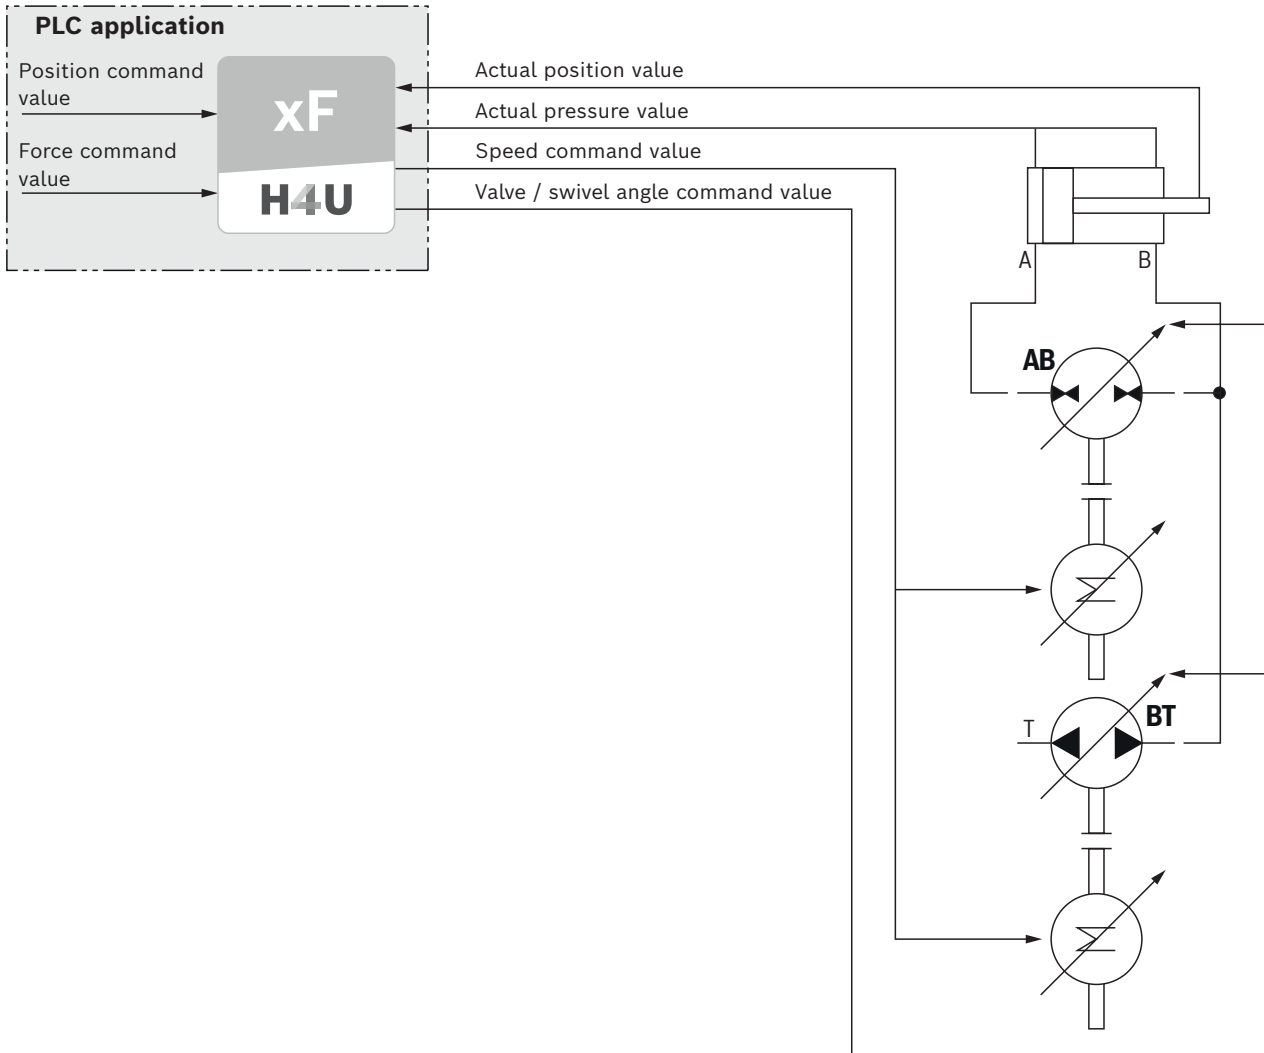 PLC application
Position command
value
Force command
value
xF
H4U
Actual position value
Actual pressure value
Speed command value
Valve / swivel angle command value
A
B
AB
M
T
BT
M